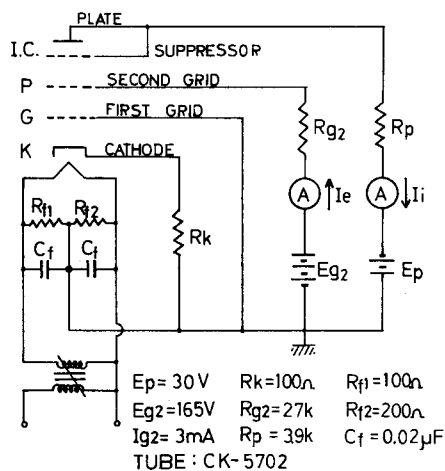 PLATE
I.C. SUPPRESSOR
P SECOND GRID
G FIRST GRID
K CATHODE
Rg2 Rp
Rf1 Rf2
A Ie A Ii
Cf Cf Rk
Eg2 Ep
Ep=30V Rk=100Ω Rf1=100Ω
Eg2=165V Rg2=27k Rf2=200Ω
Ig2=3mA Rp=3.9k Cf=0.02μF
TUBE: CK-5702